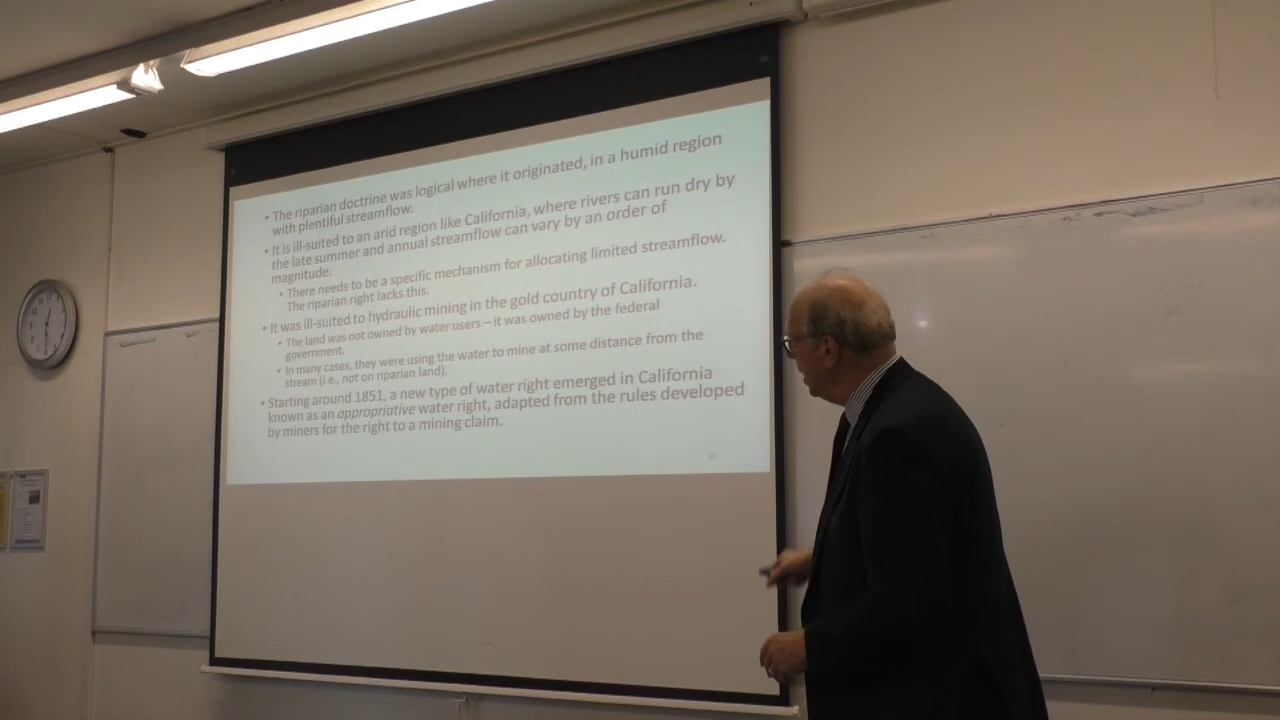 • The riparian doctrine was logical where it originated, in a humid region
with plentiful streamflow.
• It is ill-suited to an arid region like California, where rivers can run dry by
the late summer and annual streamflow can vary by an order of
magnitude.
• There needs to be a specific mechanism for allocating limited streamflow.
The riparian right lacks this.
• It was ill-suited to hydraulic mining in the gold country of California.
• The land was not owned by water users – it was owned by the federal
government.
• In many cases, they were using the water to mine at some distance from the
stream (i.e., not on riparian land).
• Starting around 1851, a new type of water right emerged in California
known as an appropriative water right, adapted from the rules developed
by miners for the right to a mining claim.